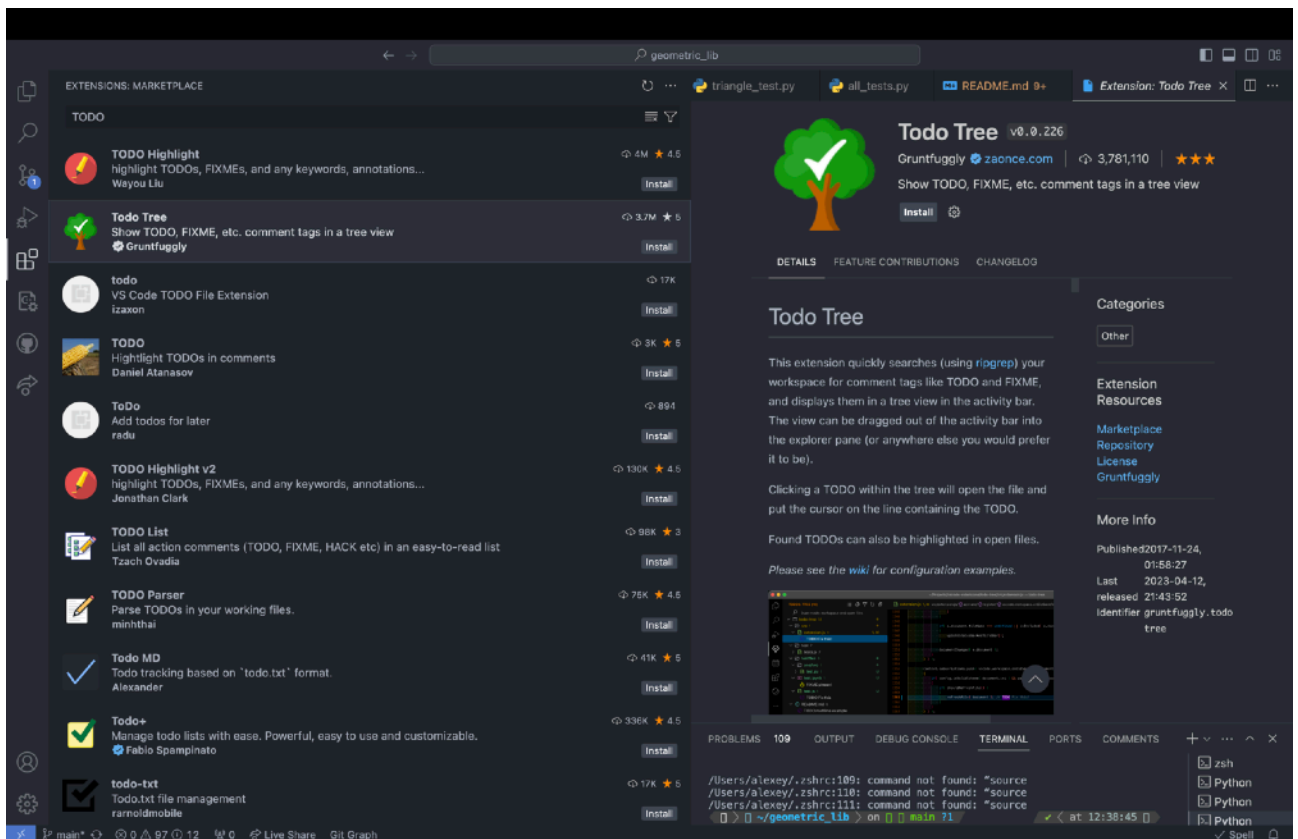 geometric_lib
EXTENSIONS: MARKETPLACE
TODO
TODO Highlight
4M ★ 4.5
highlight TODOs, FIXMEs, and any keywords, annotations...
Wayou Liu
Install
Todo Tree
3.7M ★ 5
Show TODO, FIXME, etc. comment tags in a tree view
Gruntfuggly
Install
todo
17K
VS Code TODO File Extension
izaxon
Install
TODO
3K ★ 5
Hightlight TODOs in comments
Daniel Atanasov
Install
ToDo
894
Add todos for later
radu
Install
TODO Highlight v2
130K ★ 4.5
highlight TODOs, FIXMEs, and any keywords, annotations...
Jonathan Clark
Install
TODO List
98K ★ 3
List all action comments (TODO, FIXME, HACK etc) in an easy-to-read list
Tzach Ovadia
Install
TODO Parser
75K ★ 4.5
Parse TODOs in your working files.
minhthai
Install
Todo MD
41K ★ 5
Todo tracking based on `todo.txt` format.
Alexander
Install
Todo+
336K ★ 4.5
Manage todo lists with ease. Powerful, easy to use and customizable.
Fabio Spampinato
Install
todo-txt
17K ★ 5
Todo.txt file management
rarnoldmobile
Install
triangle_test.py
all_tests.py
README.md 9+
Extension: Todo Tree
Todo Tree v0.0.226
Gruntfuggly zaonce.com 3,781,110 ★★★
Show TODO, FIXME, etc. comment tags in a tree view
Install
DETAILS FEATURE CONTRIBUTIONS CHANGELOG
Todo Tree
This extension quickly searches (using ripgrep) your
workspace for comment tags like TODO and FIXME,
and displays them in a tree view in the activity bar.
The view can be dragged out of the activity bar into
the explorer pane (or anywhere else you would prefer
it to be).
Clicking a TODO within the tree will open the file and
put the cursor on the line containing the TODO.
Found TODOs can also be highlighted in open files.
Please see the wiki for configuration examples.
Categories
Other
Extension
Resources
Marketplace
Repository
License
Gruntfuggly
More Info
Published 2017-11-24,
01:58:27
Last 2023-04-12,
released 21:43:52
Identifier gruntfuggly.todo
tree
PROBLEMS 109 OUTPUT DEBUG CONSOLE TERMINAL PORTS COMMENTS
/Users/alexey/.zshrc:109: command not found: “source
/Users/alexey/.zshrc:110: command not found: “source
/Users/alexey/.zshrc:111: command not found: “source
~/geometric_lib on main ?1 ✔ at 12:38:45
zsh
Python
Python
Python
1
main* 0 97 12 0 Live Share Git Graph
Spell